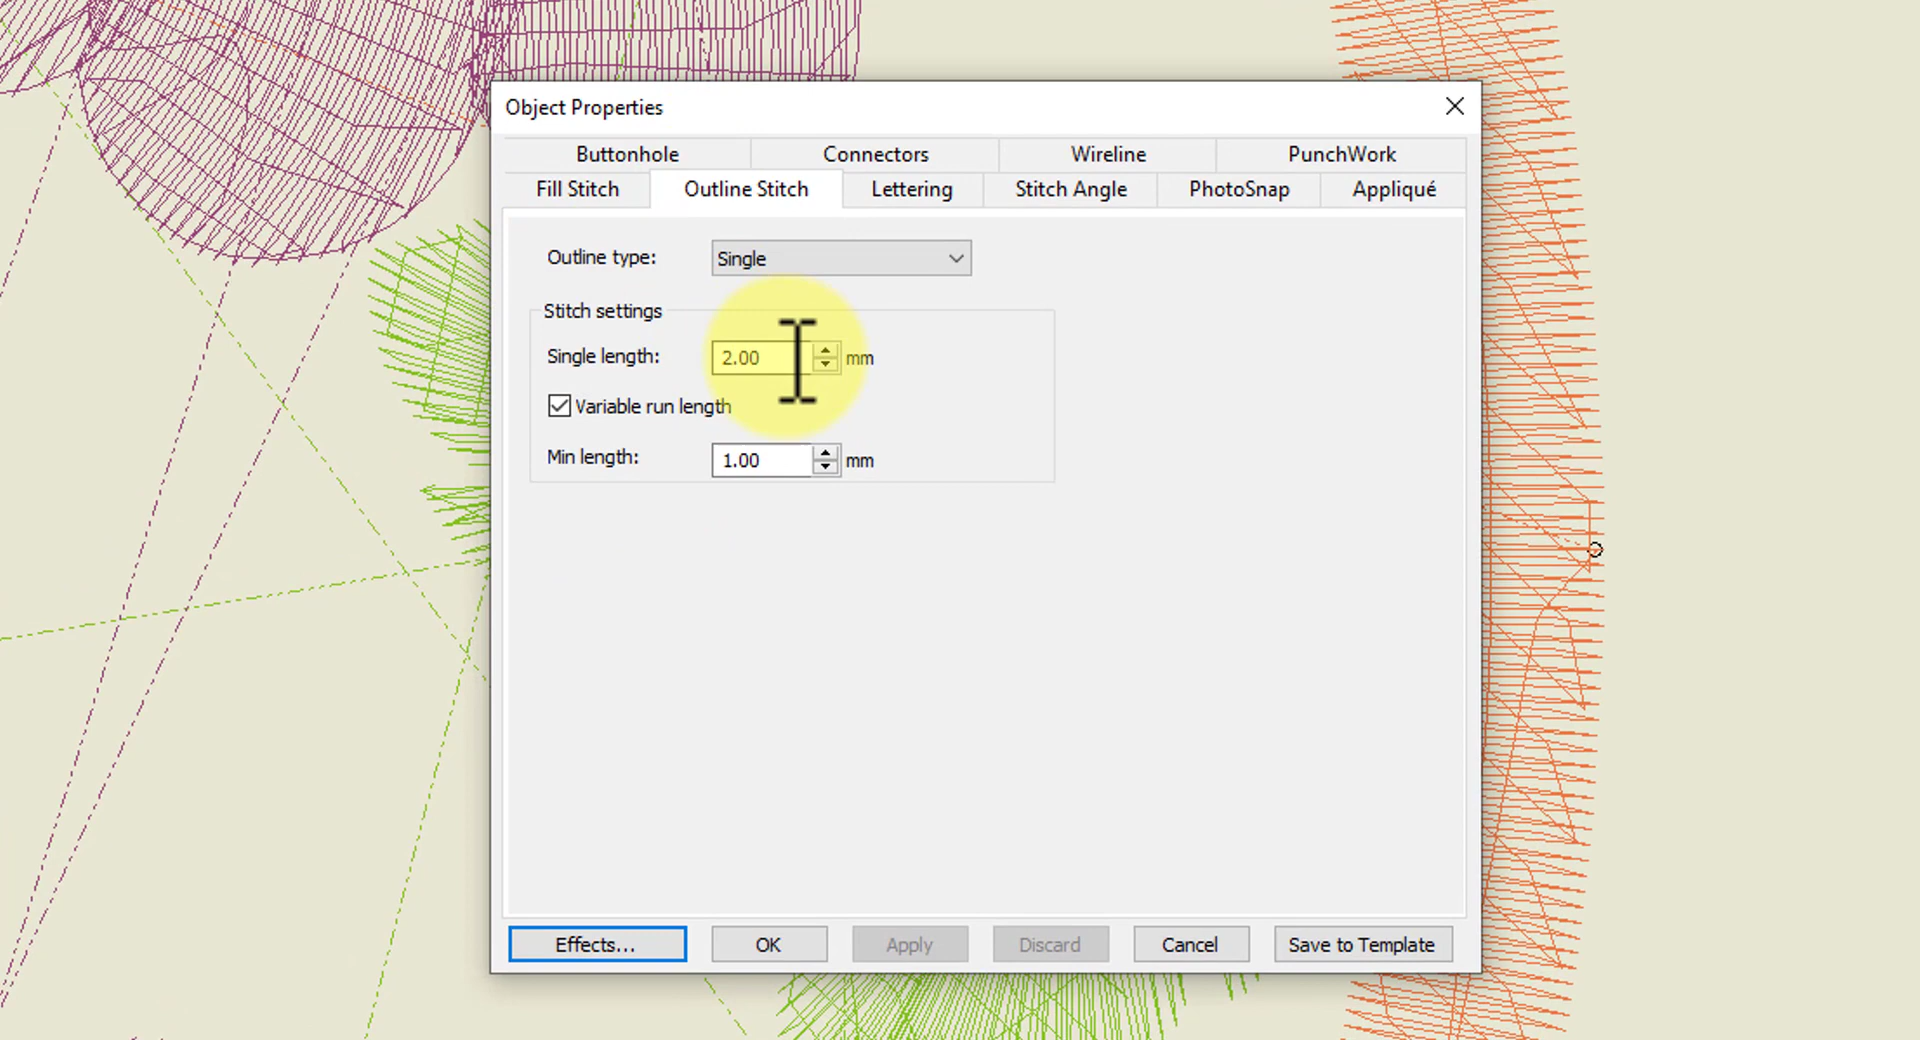 Object Properties
Buttonhole Connectors Wireline PunchWork
Fill Stitch Outline Stitch Lettering Stitch Angle PhotoSnap Appliqué
Outline type: Single
Stitch settings
Single length: 2.00 mm
Variable run length
Min length: 1.00 mm
Effects... OK Apply Discard Cancel Save to Template